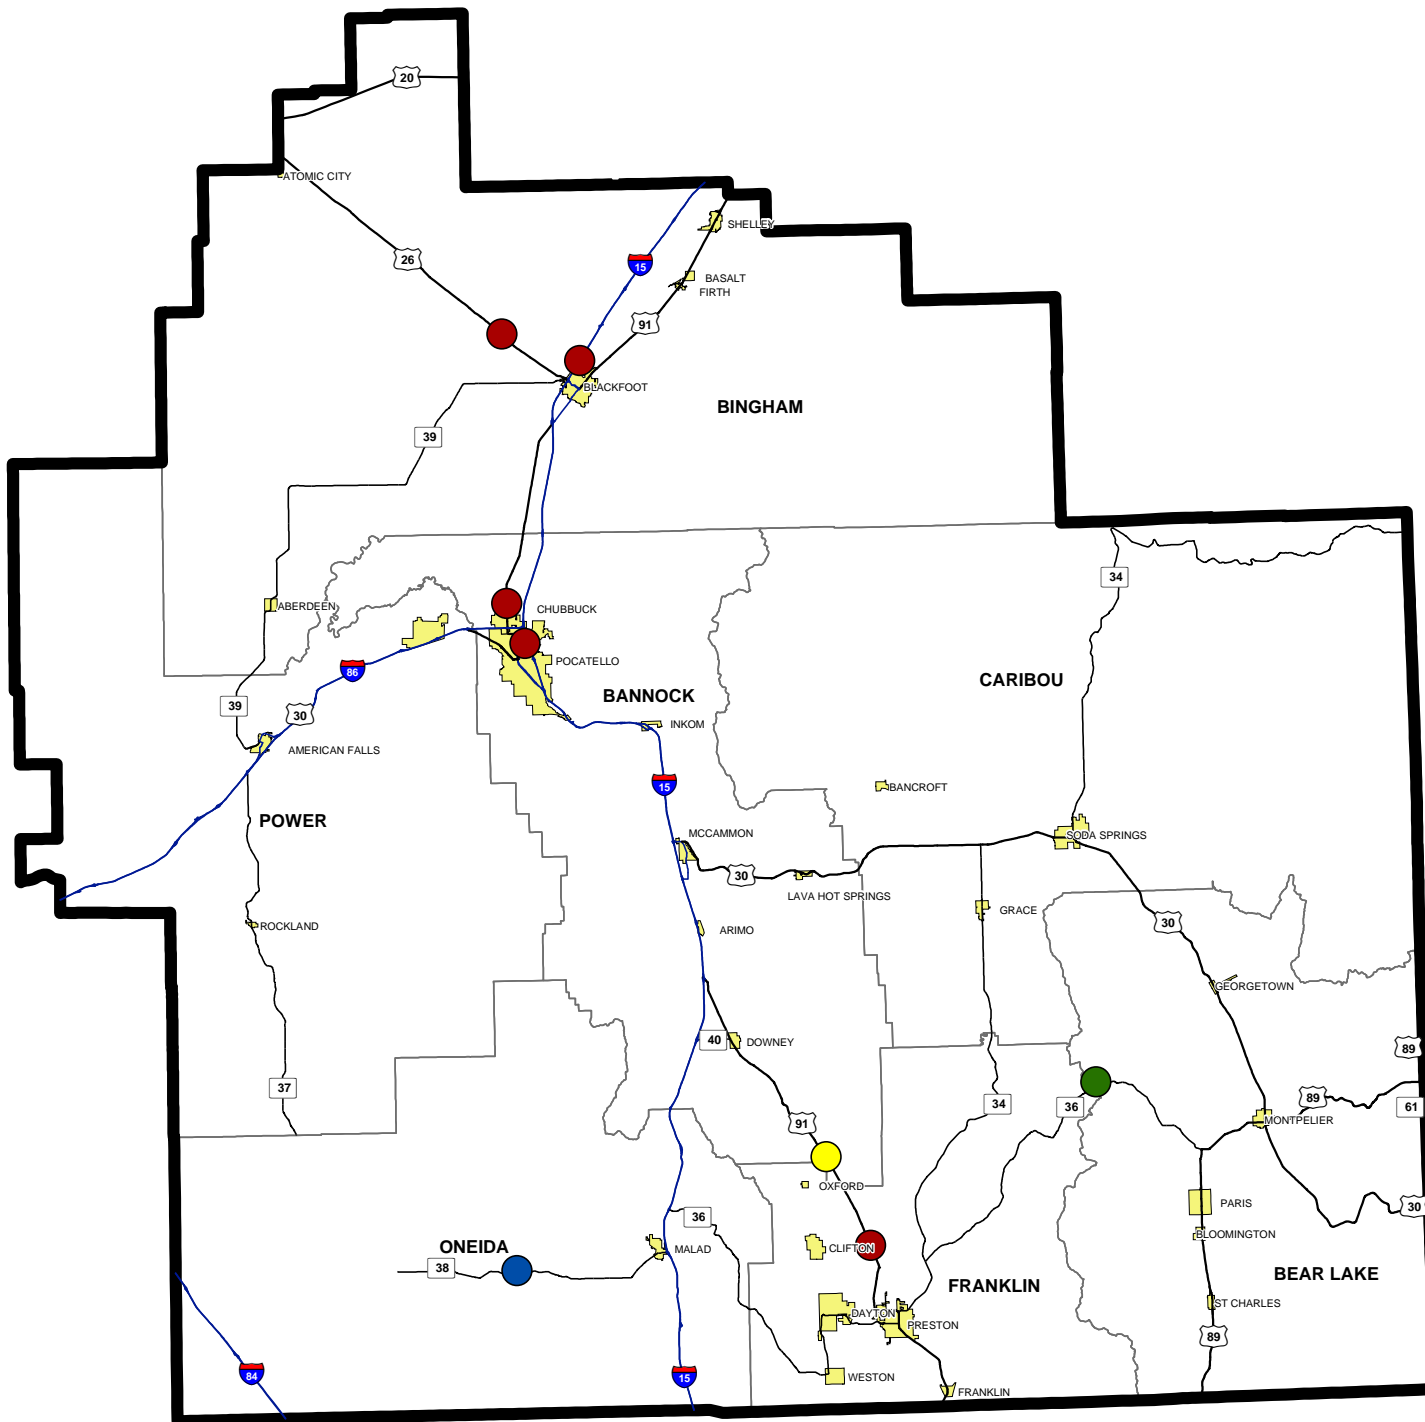 20
ATOMIC CITY
SHELLEY
26
15
BASALT
FIRTH
91
BLACKFOOT
BINGHAM
39
34
ABERDEEN
CHUBBUCK
POCATELLO
86
CARIBOU
BANNOCK
39
30
INKOM
AMERICAN FALLS
15
BANCROFT
POWER
MCCAMMON
SODA SPRINGS
30
LAVA HOT SPRINGS
GRACE
30
ROCKLAND
ARIMO
GEORGETOWN
40
DOWNEY
89
37
34
36
89
61
91
MONTPELIER
OXFORD
PARIS
30
36
BLOOMINGTON
ONEIDA
MALAD
CLIFTON
38
FRANKLIN
BEAR LAKE
ST CHARLES
DAYTON
PRESTON
89
84
15
WESTON
FRANKLIN